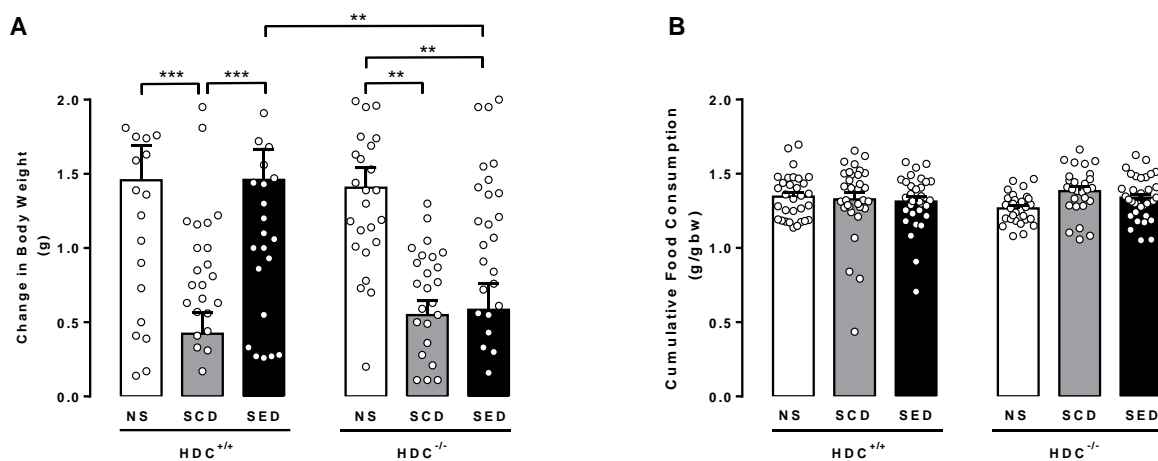 A
B
**
**
*** *** **
2.0
1.5
1.0
0.5
0.0
Change in Body Weight
(g)
NS SCD SED NS SCD SED
HDC+/+ HDC-/-
2.0
1.5
1.0
0.5
0.0
Cumulative Food Consumption
(g/gbw)
NS SCD SED NS SCD SED
HDC+/+ HDC-/-